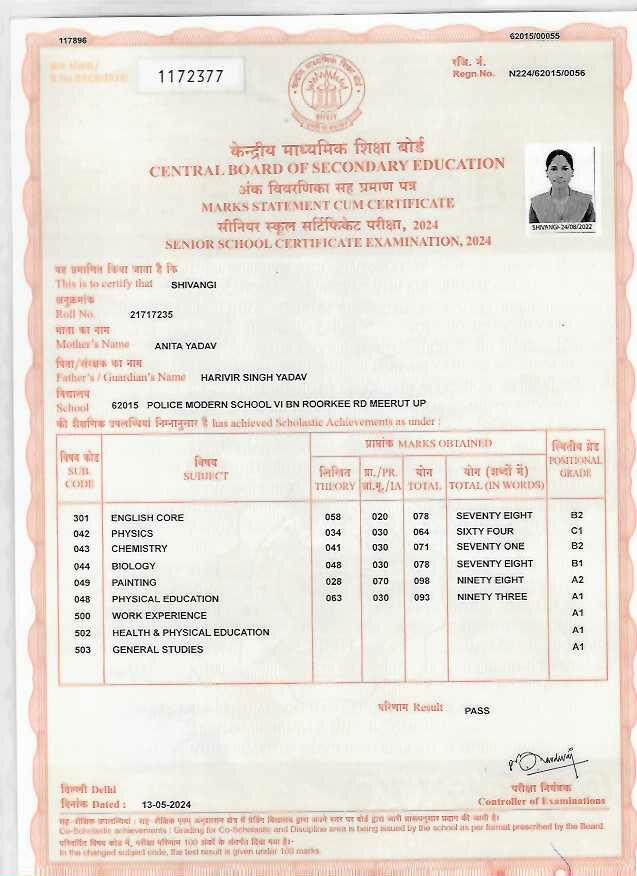 117896
62015/00055
1172377
रजि. नं.
Regn.No. N224/62015/0056
केन्द्रीय माध्यमिक शिक्षा बोर्ड
CENTRAL BOARD OF SECONDARY EDUCATION
अंक विवरणिका सह प्रमाण पत्र
MARKS STATEMENT CUM CERTIFICATE
सीनियर स्कूल सर्टिफिकेट परीक्षा, 2024
SENIOR SCHOOL CERTIFICATE EXAMINATION, 2024
SHIVANGI-24/08/2022
यह प्रमाणित किया जाता है कि
This is to certify that SHIVANGI
अनुक्रमांक
Roll No. 21717235
माता का नाम
Mother's Name ANITA YADAV
पिता/संरक्षक का नाम
Father's / Guardian's Name HARIVIR SINGH YADAV
विद्यालय
School 62015 POLICE MODERN SCHOOL VI BN ROORKEE RD MEERUT UP
की शैक्षणिक उपलब्धियां निम्नानुसार हैं has achieved Scholastic Achievements as under :
विषय कोड SUB. CODE विषय SUBJECT प्राप्तांक MARKS OBTAINED स्थितीय ग्रेड POSITIONAL GRADE
लिखित THEORY प्रा./PR. आ.मू./IA योग TOTAL योग (शब्दों में) TOTAL (IN WORDS)
301 ENGLISH CORE 058 020 078 SEVENTY EIGHT B2
042 PHYSICS 034 030 064 SIXTY FOUR C1
043 CHEMISTRY 041 030 071 SEVENTY ONE B2
044 BIOLOGY 048 030 078 SEVENTY EIGHT B1
049 PAINTING 028 070 098 NINETY EIGHT A2
048 PHYSICAL EDUCATION 063 030 093 NINETY THREE A1
500 WORK EXPERIENCE A1
502 HEALTH & PHYSICAL EDUCATION A1
503 GENERAL STUDIES A1
परिणाम Result PASS
दिल्ली Delhi
दिनांक Dated : 13-05-2024
परीक्षा नियंत्रक
Controller of Examinations
Co-Scholastic achievements : Grading for Co-Scholastic and Discipline area is being issued by the school as per format prescribed by the Board.
परिवर्तित विषय कोड में, परीक्षा परिणाम 100 अंकों के अंतर्गत दिया गया है।-
In the changed subject code, the test result is given under 100 marks.